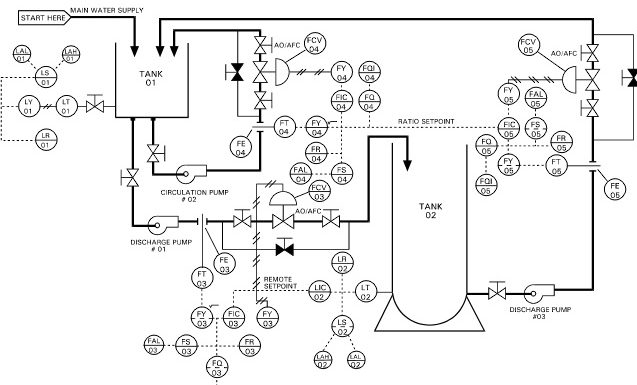 START HERE
MAIN WATER SUPPLY
LAL
01
LAH
01
LS
01
LY
01
LT
01
LR
01
TANK
01
AO/AFC
FCV
04
FY
04
FQI
04
FIC
04
FQ
04
FE
04
FT
04
FY
04
RATIO SETPOINT
FR
04
FAL
04
FS
04
CIRCULATION PUMP
# 02
FCV
03
AO/AFC
DISCHARGE PUMP
# 01
FE
03
FT
03
REMOTE
SETPOINT
FY
03
FIC
03
FY
03
FAL
03
FS
03
FR
03
FQ
03
LR
02
LIC
02
LT
02
LS
02
LAH
02
LAL
02
TANK
02
FCV
05
AO/AFC
FY
05
FAL
05
FIC
05
FS
05
FQ
05
FR
05
FY
05
FT
05
FQI
05
FE
05
DISCHARGE PUMP
#03